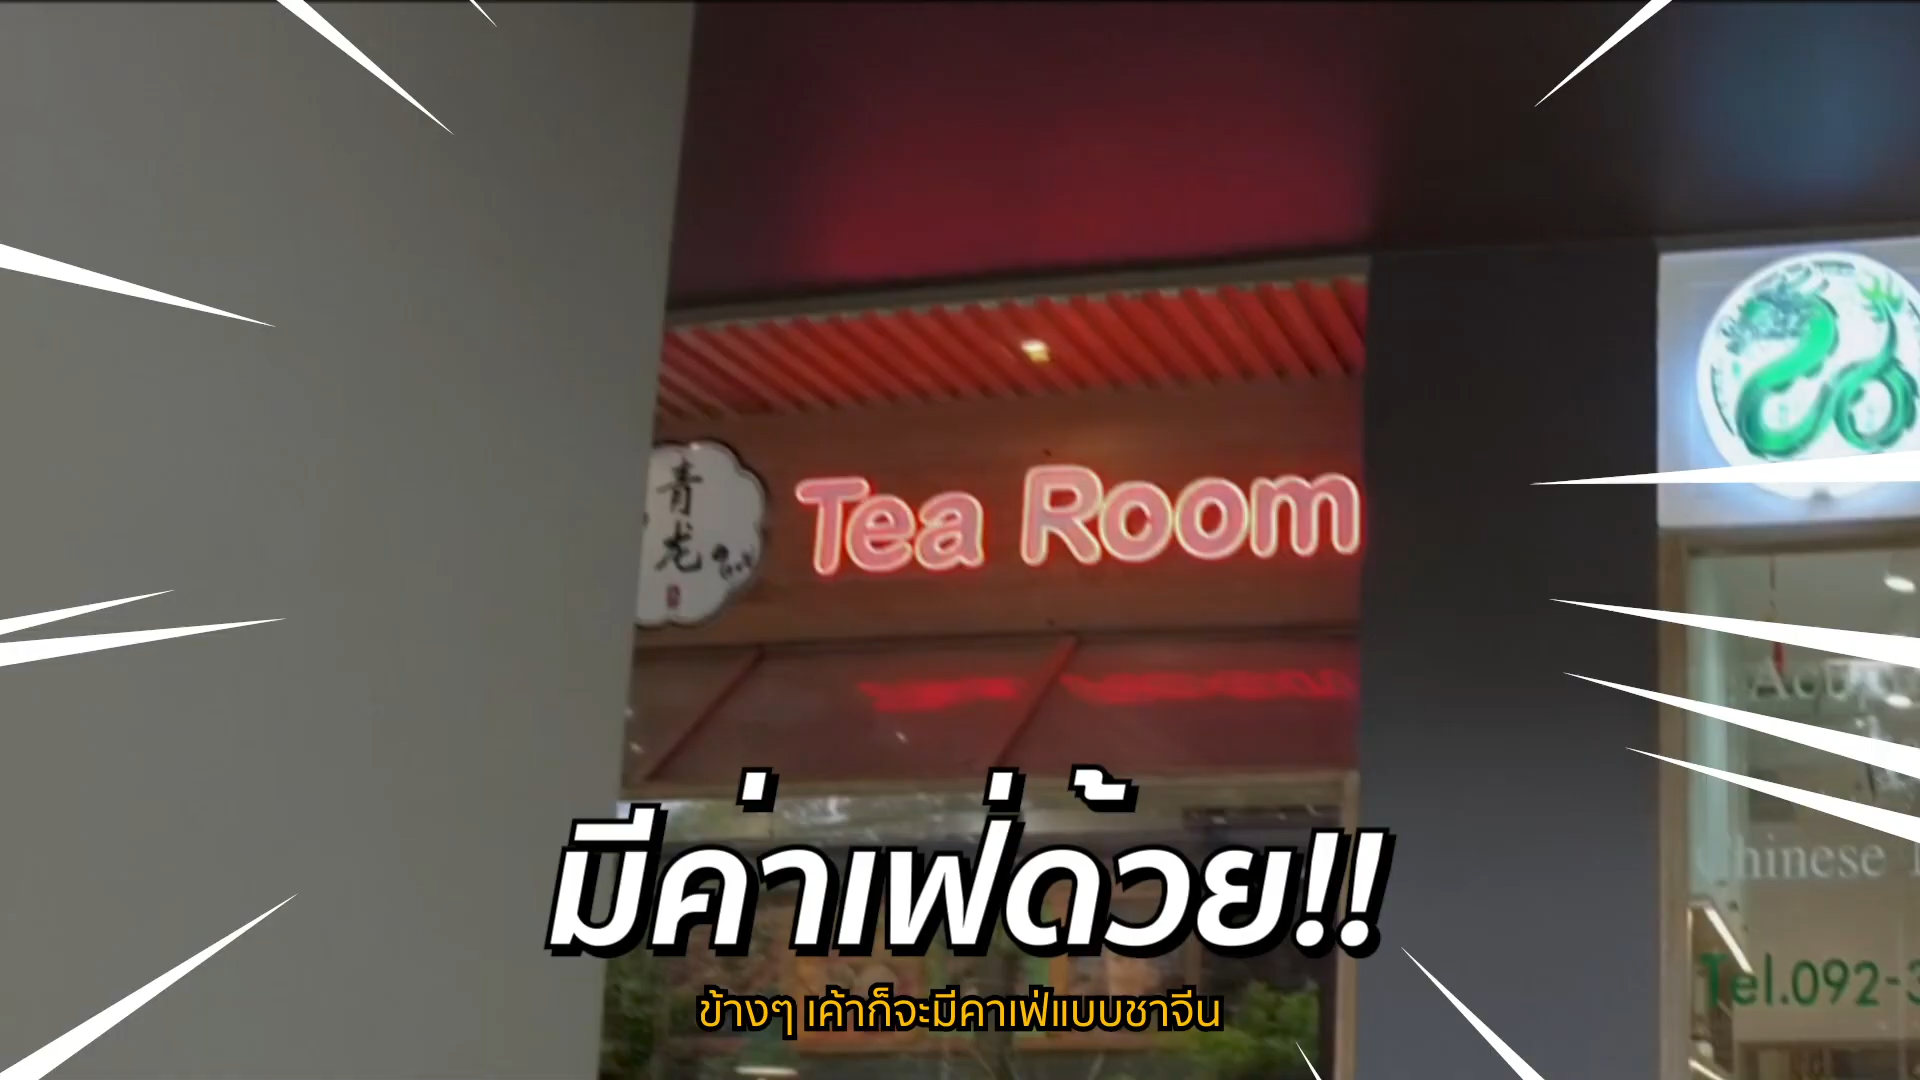 青龙
Tea Room
Chinese
Tel.092-3
มีค่าเฟ่ด้วย!!
ข้างๆ เค้าก็จะมีคาเฟ่แบบชาจีน